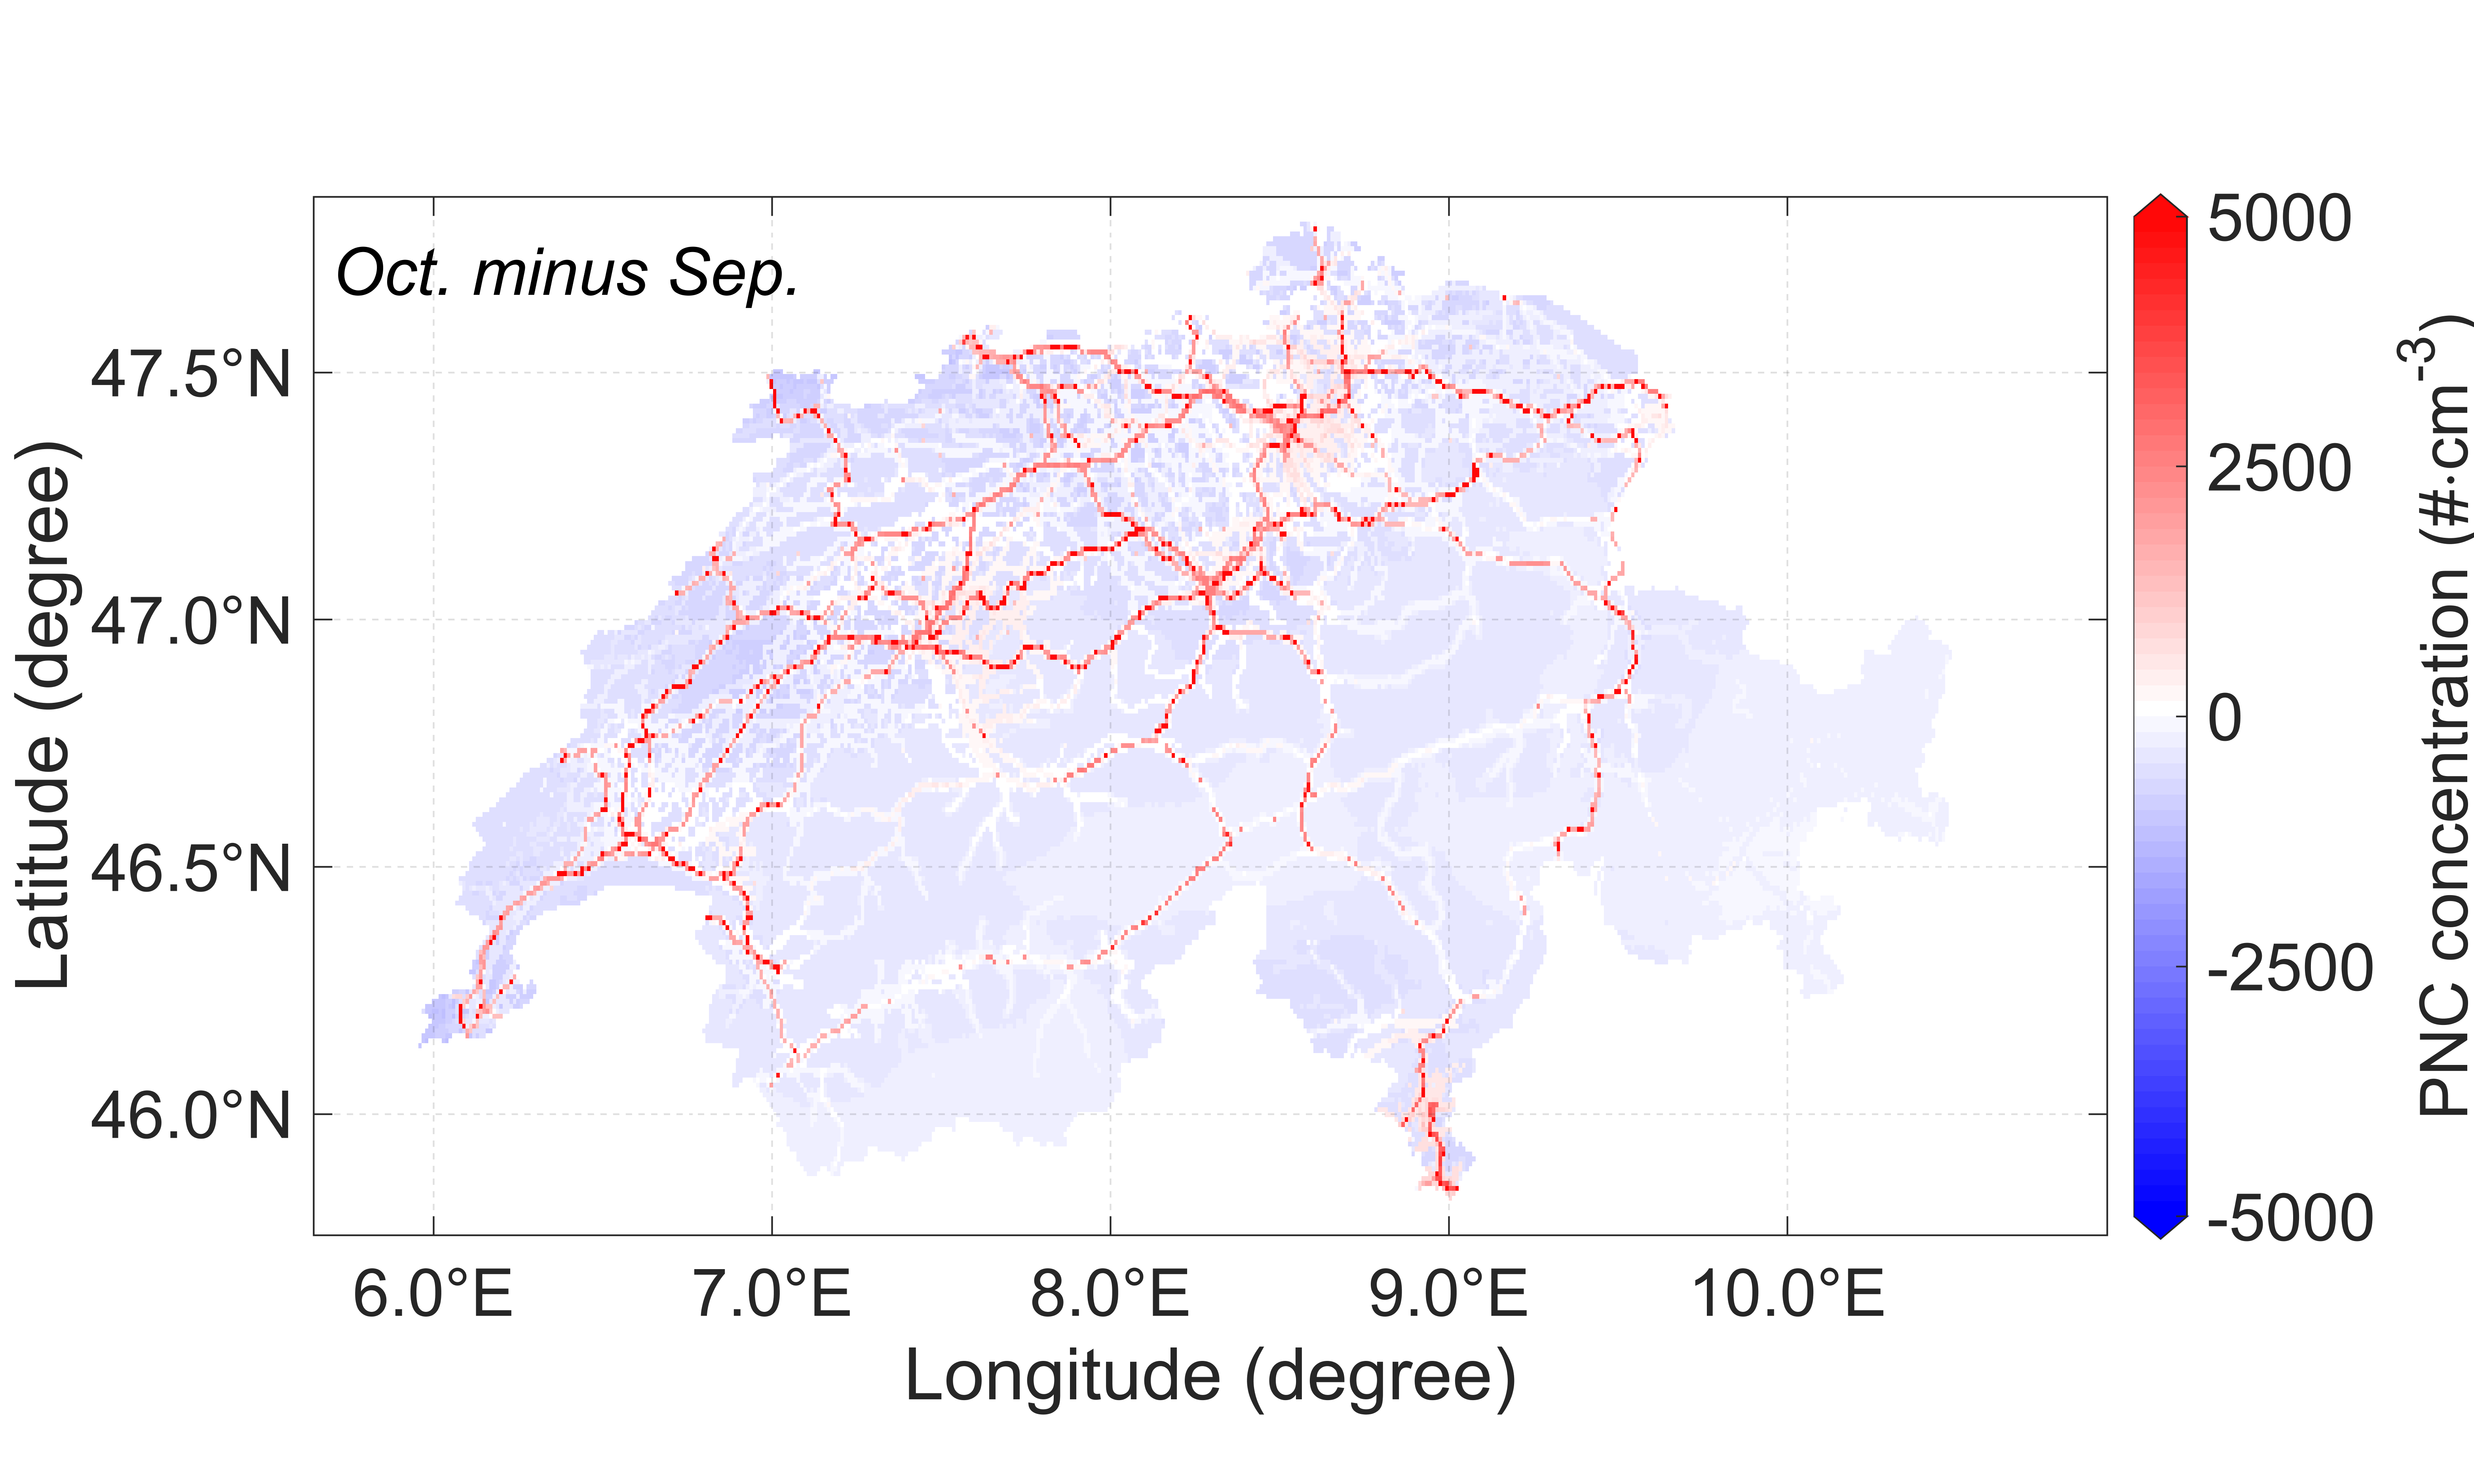 Oct. minus Sep.
47.5°N
47.0°N
46.5°N
46.0°N
Latitude (degree)
6.0°E 7.0°E 8.0°E 9.0°E 10.0°E
Longitude (degree)
5000
2500
0
-2500
-5000
PNC concentration (#·cm⁻³)